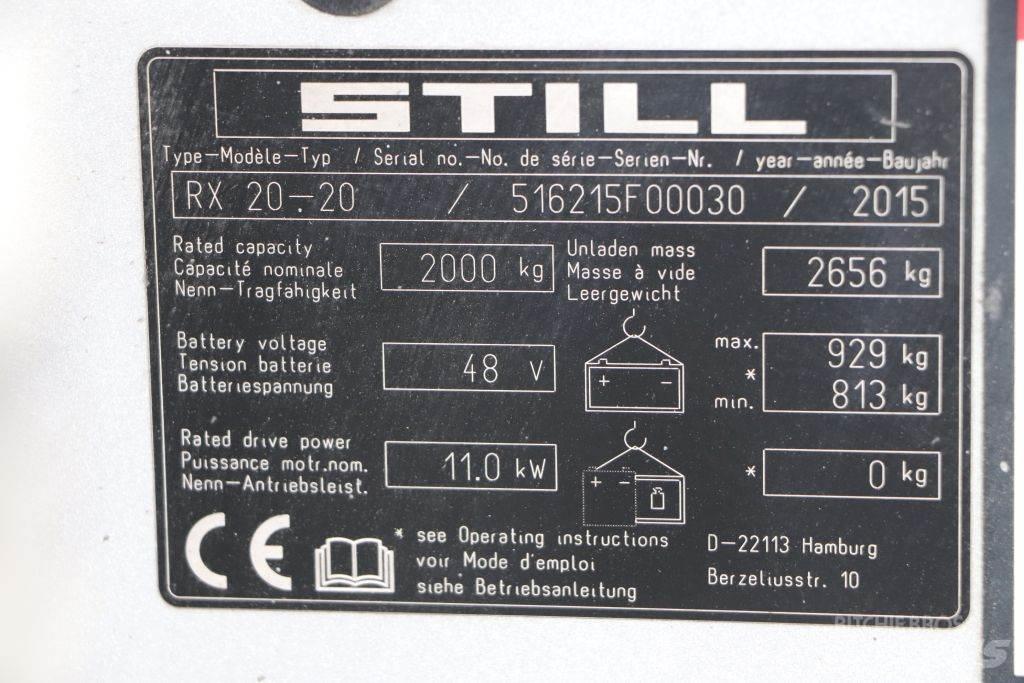 STILL
Type-Modèle-Typ / Serial no.-No. de série-Serien-Nr. / year-année-Baujahr
RX 20-20 / 516215F00030 / 2015
Rated capacity
Capacité nominale
Nenn-Tragfähigkeit
2000 kg
Unladen mass
Masse à vide
Leergewicht
2656 kg
Battery voltage
Tension batterie
Batteriespannung
48 V
+ -
max. 929 kg
*
min. 813 kg
Rated drive power
Puissance motr.nom.
Nenn-Antriebsleist.
11.0 kW
+ -
* 0 kg
CE
* see Operating instructions
voir Mode d'emploi
siehe Betriebsanleitung
D-22113 Hamburg
Berzeliusstr. 10
RITCHIE BROS